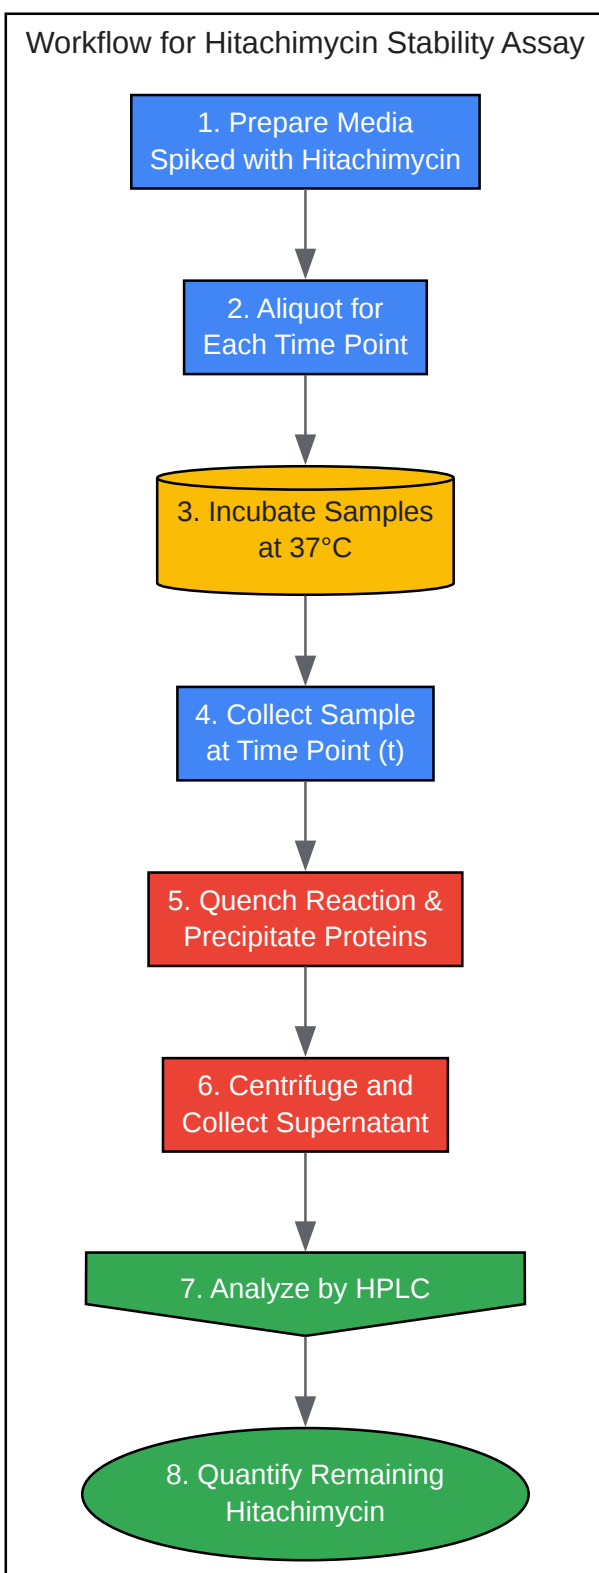 Workflow for Hitachimycin Stability Assay
1. Prepare Media
Spiked with Hitachimycin
2. Aliquot for
Each Time Point
3. Incubate Samples
at 37°C
4. Collect Sample
at Time Point (t)
5. Quench Reaction &
Precipitate Proteins
6. Centrifuge and
Collect Supernatant
7. Analyze by HPLC
8. Quantify Remaining
Hitachimycin